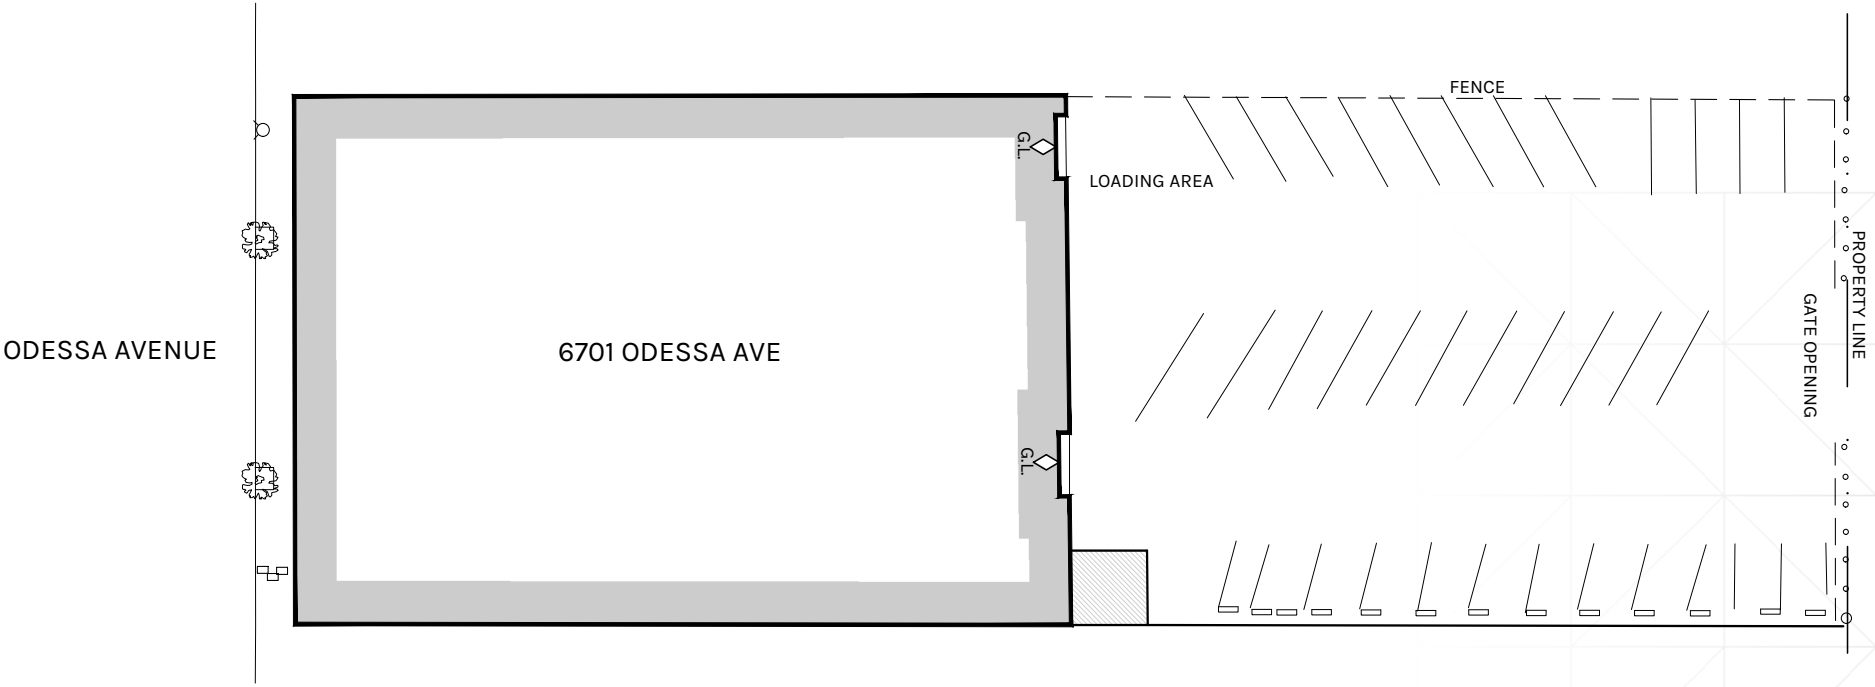 FENCE
G.L.
LOADING AREA
PROPERTY LINE
GATE OPENING
ODESSA AVENUE
6701 ODESSA AVE
G.L.